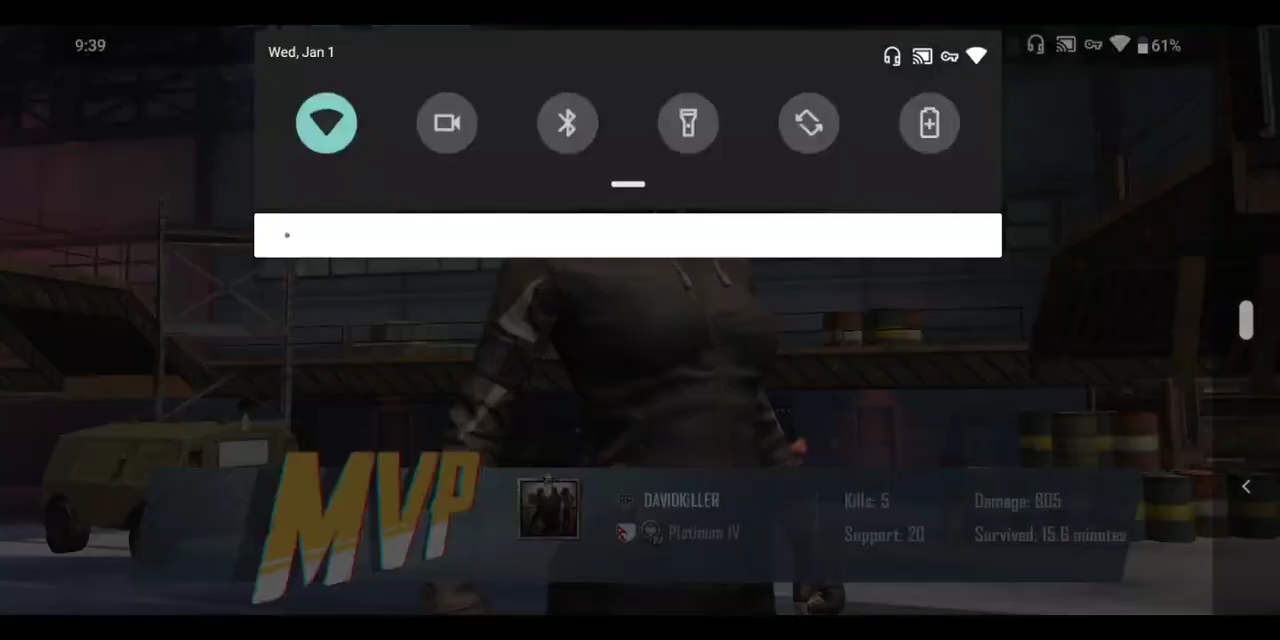 9:39
Wed, Jan 1
61%
MVP
DAVIDKILLER
Kills: 5
Damage: 805
Platinum IV
Support: 20
Survived: 15.6 minutes